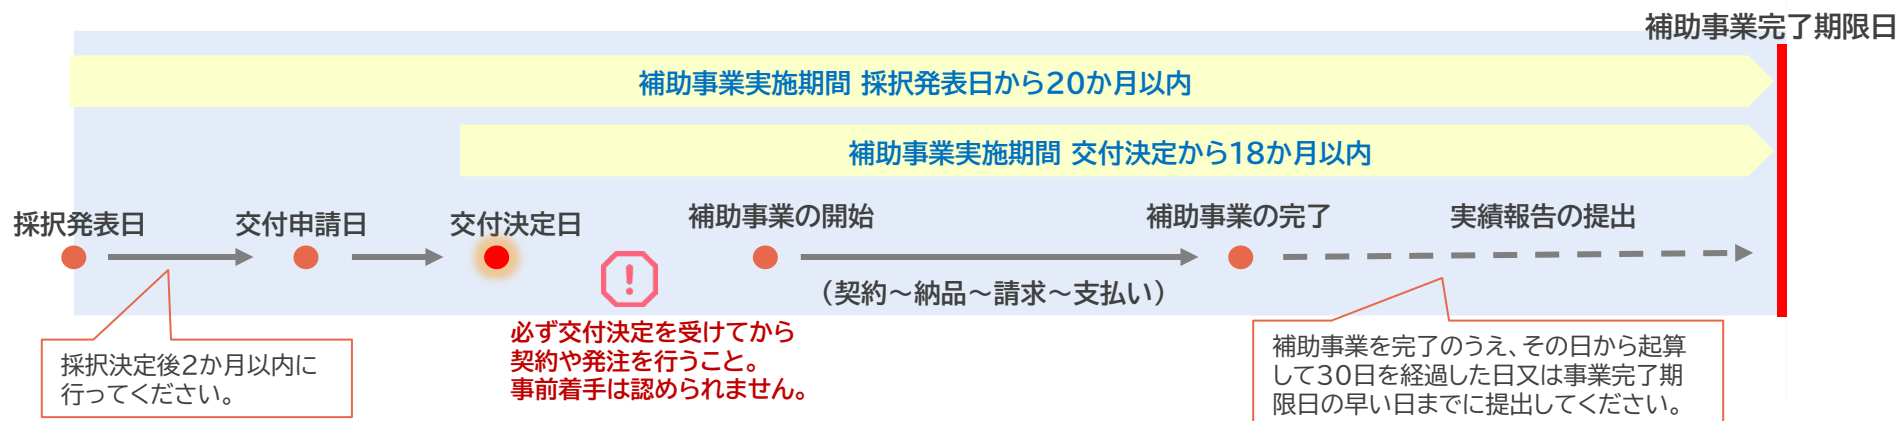 補助事業完了期限日
補助事業実施期間 採択発表日から20か月以内
補助事業実施期間 交付決定から18か月以内
採択発表日
交付申請日
交付決定日
補助事業の開始
補助事業の完了
実績報告の提出
（契約～納品～請求～支払い）
必ず交付決定を受けてから
契約や発注を行うこと。
事前着手は認められません。
採択決定後2か月以内に
行ってください。
補助事業を完了のうえ、その日から起算
して30日を経過した日又は事業完了期
限日の早い日までに提出してください。